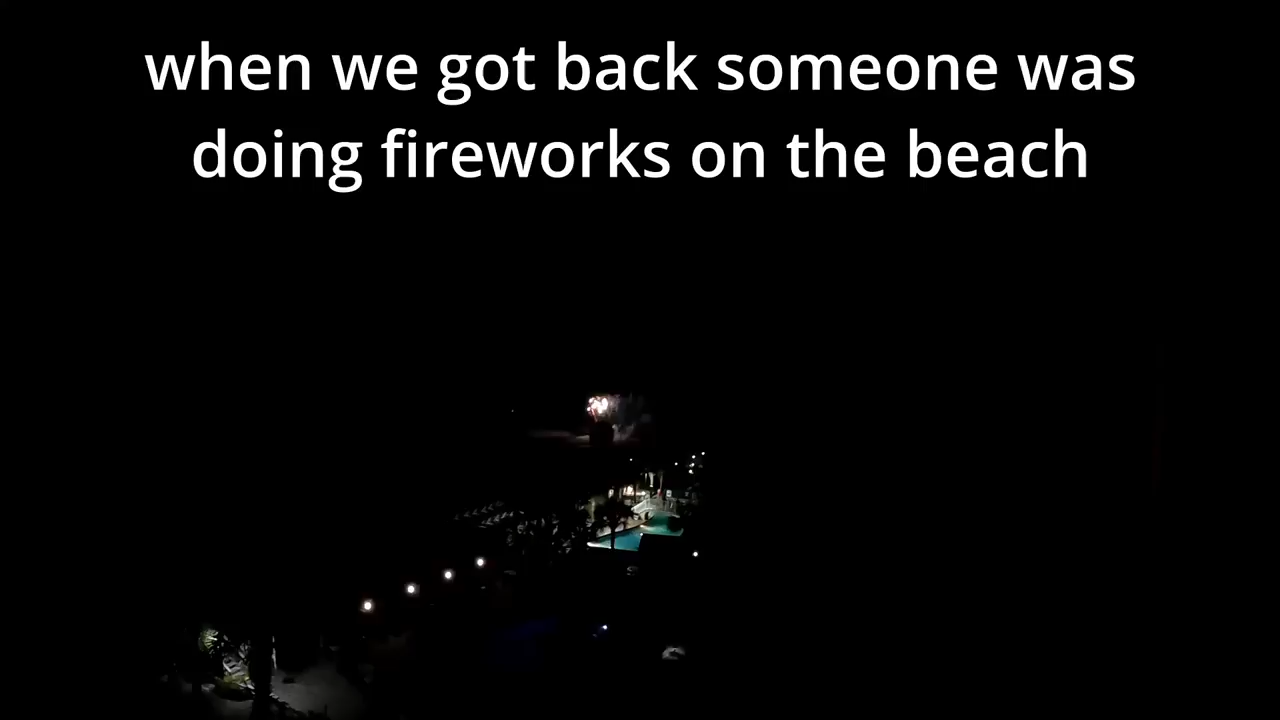 when we got back someone was
doing fireworks on the beach